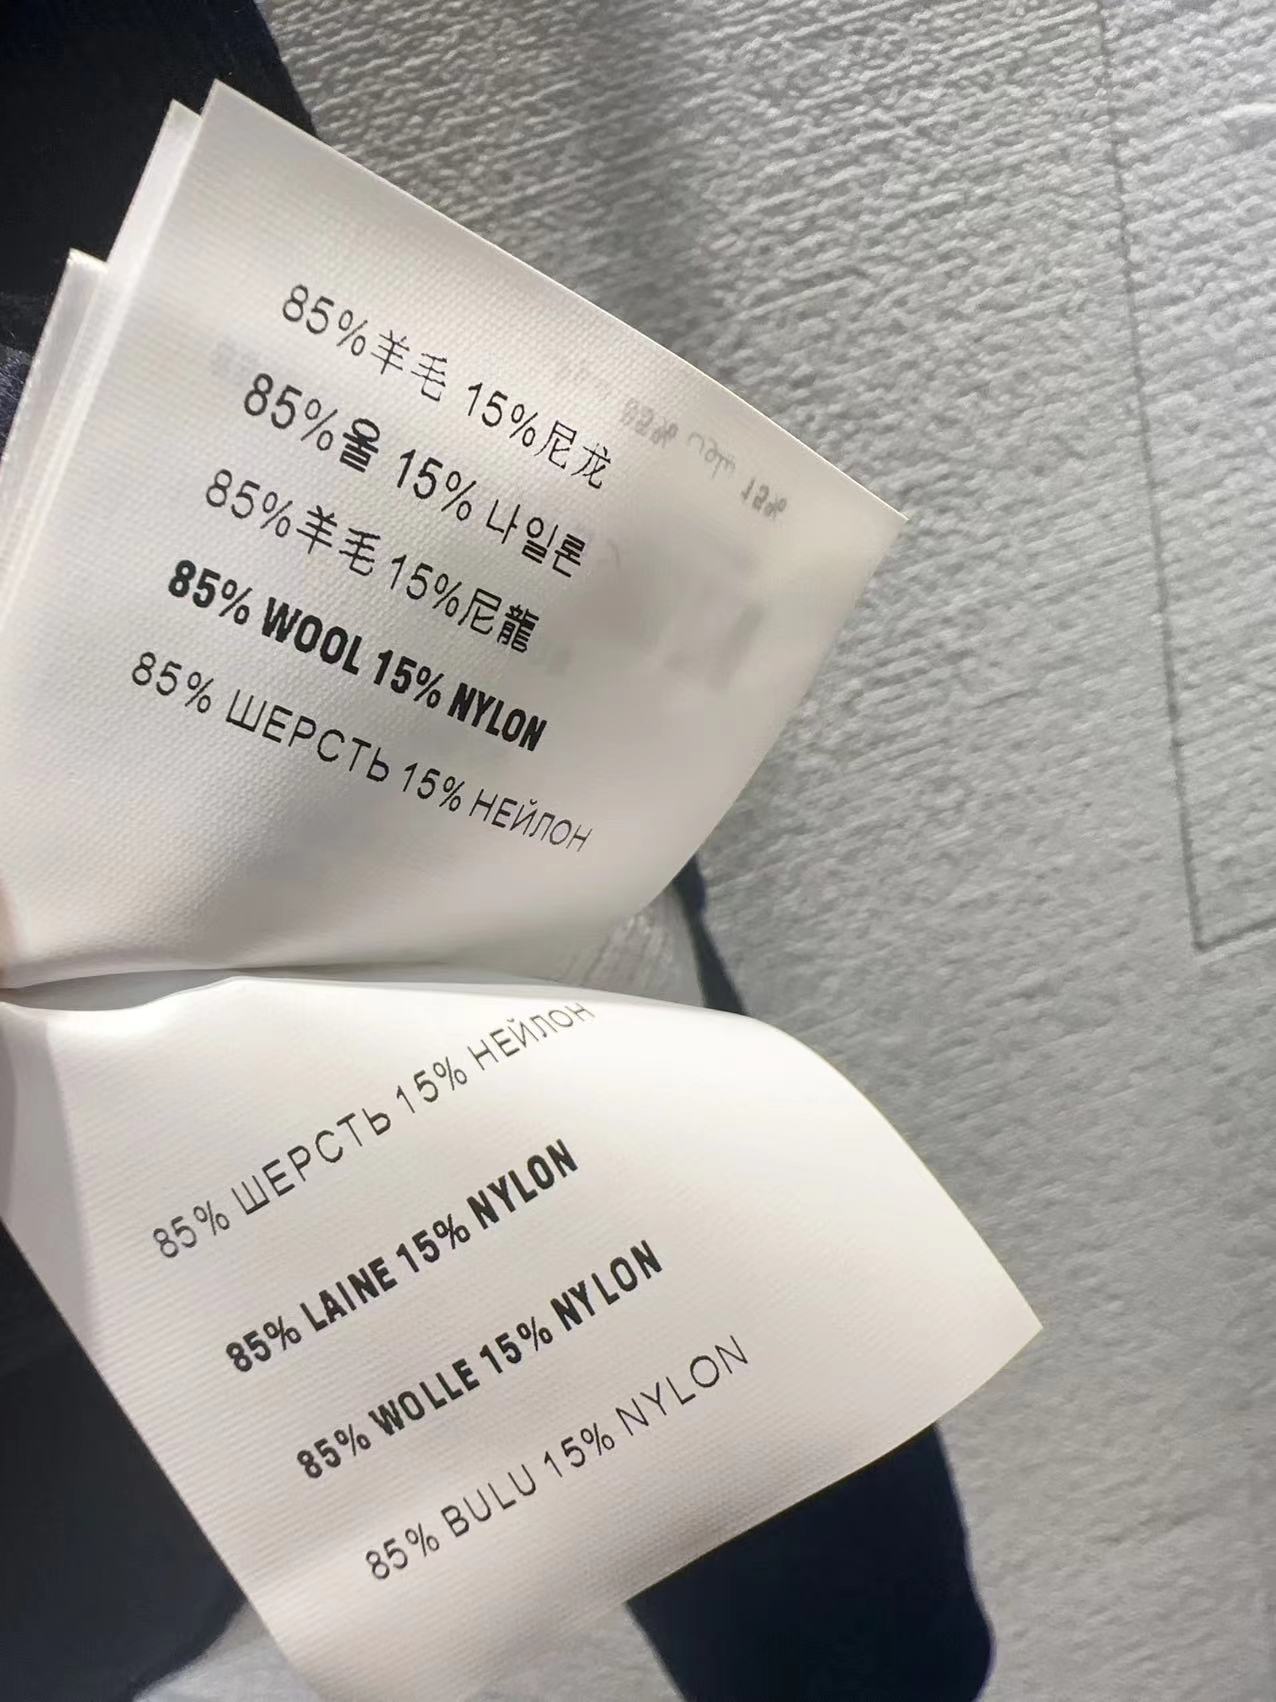 85%羊毛 15%尼龙
85%울 15% 나일론
85%羊毛 15%尼龍
85% WOOL 15% NYLON
85% ШЕРСТЬ 15% НЕЙЛОН
85% ШЕРСТЬ 15% НЕЙЛОН
85% LAINE 15% NYLON
85% WOLLE 15% NYLON
85% BULU 15% NYLON